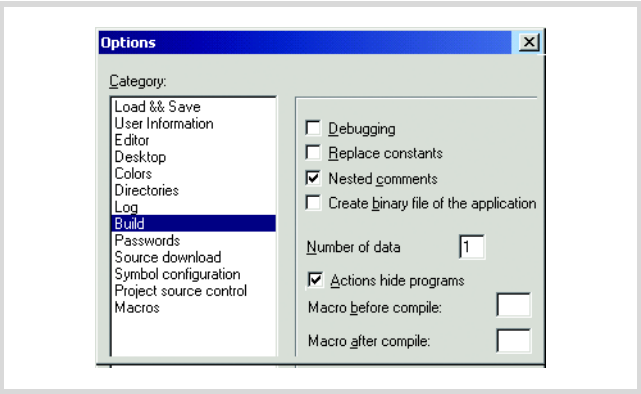 Options
Category:
Load && Save
User Information
Editor
Desktop
Colors
Directories
Log
Build
Passwords
Source download
Symbol configuration
Project source control
Macros
Debugging
Replace constants
Nested comments
Create binary file of the application
Number of data
1
Actions hide programs
Macro before compile:
Macro after compile: